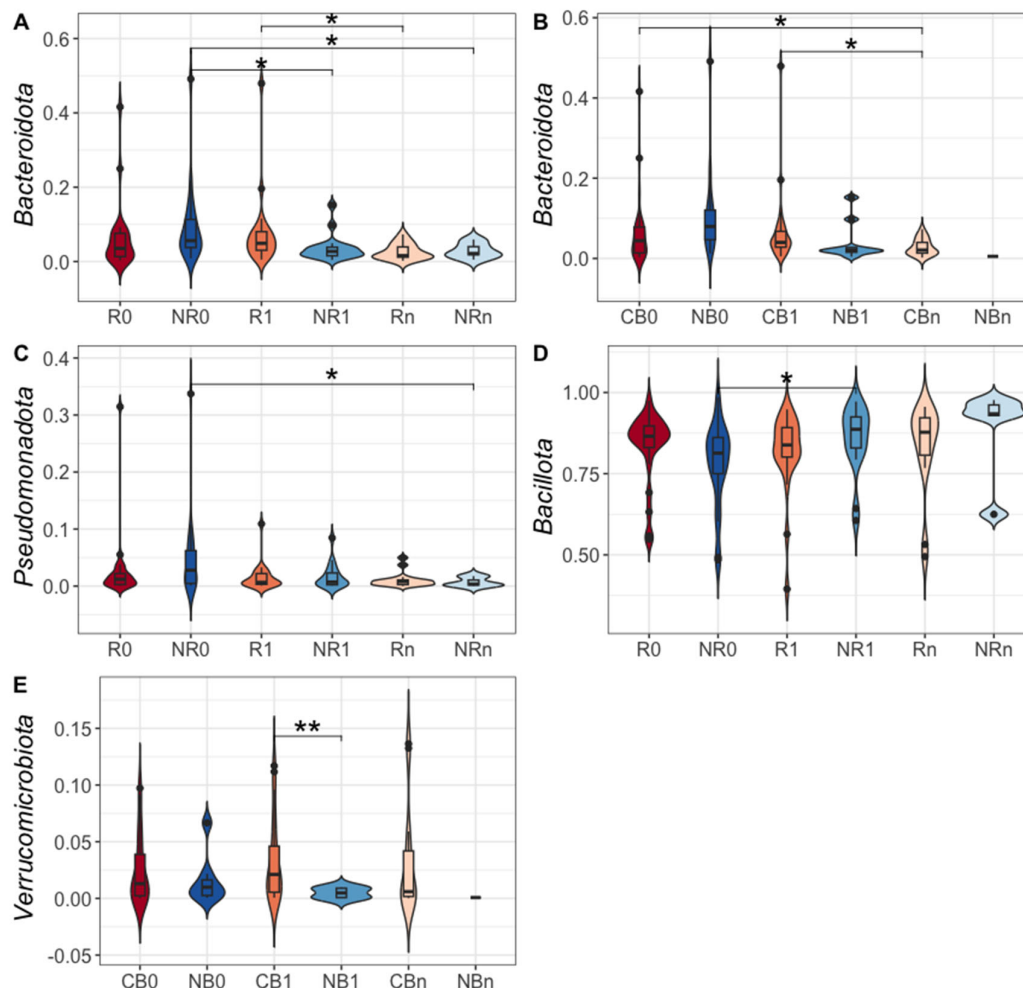 A
Bacteroidota
0.6
0.4
0.2
0.0
*
*
*
R0 NR0 R1 NR1 Rn NRn
B
Bacteroidota
0.6
0.4
0.2
0.0
*
*
CB0 NB0 CB1 NB1 CBn NBn
C
Pseudomonadota
0.4
0.3
0.2
0.1
0.0
*
R0 NR0 R1 NR1 Rn NRn
D
Bacillota
1.00
0.75
0.50
*
R0 NR0 R1 NR1 Rn NRn
E
Verrucomicrobiota
0.15
0.10
0.05
0.00
-0.05
**
CB0 NB0 CB1 NB1 CBn NBn